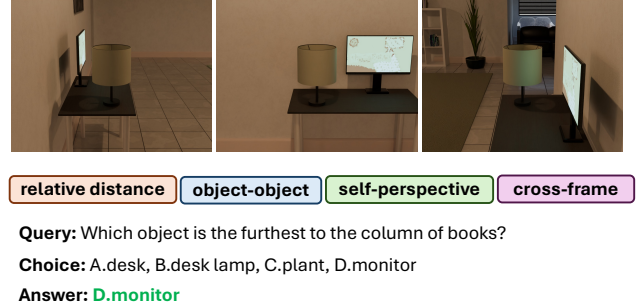 relative distance object-object self-perspective cross-frame
Query: Which object is the furthest to the column of books?
Choice: A.desk, B.desk lamp, C.plant, D.monitor
Answer: D.monitor